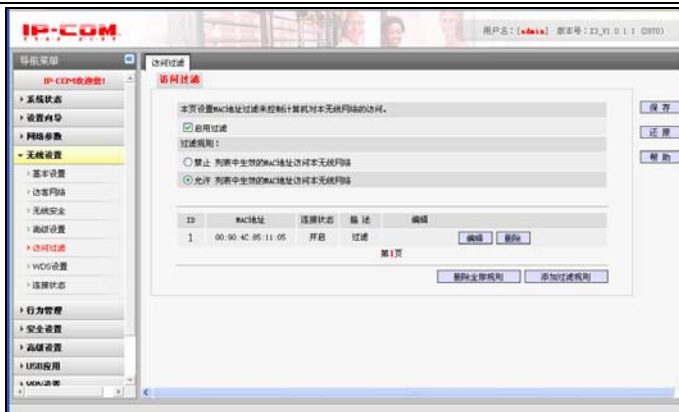 IP-COM
用户名：[admin] 版本号：I3_V1.0.1.1 (2870)
导航菜单
IP-COM欢迎您!
系统状态
设置向导
网络参数
无线设置
基本设置
访客网络
无线安全
高级设置
访问过滤
WDS设置
连接状态
行为管理
安全设置
高级设置
USB应用
VPN设置
访问过滤
访问过滤
本页设置MAC地址过滤来控制计算机对本无线网络的访问。
启用过滤
过滤规则：
禁止 列表中生效的MAC地址访问本无线网络
允许 列表中生效的MAC地址访问本无线网络
ID MAC地址 连接状态 描述 编辑
1 00:90:4C:85:11:05 开启 过滤 编辑 删除
第1页
删除全部规则 添加过滤规则
保存
还原
帮助